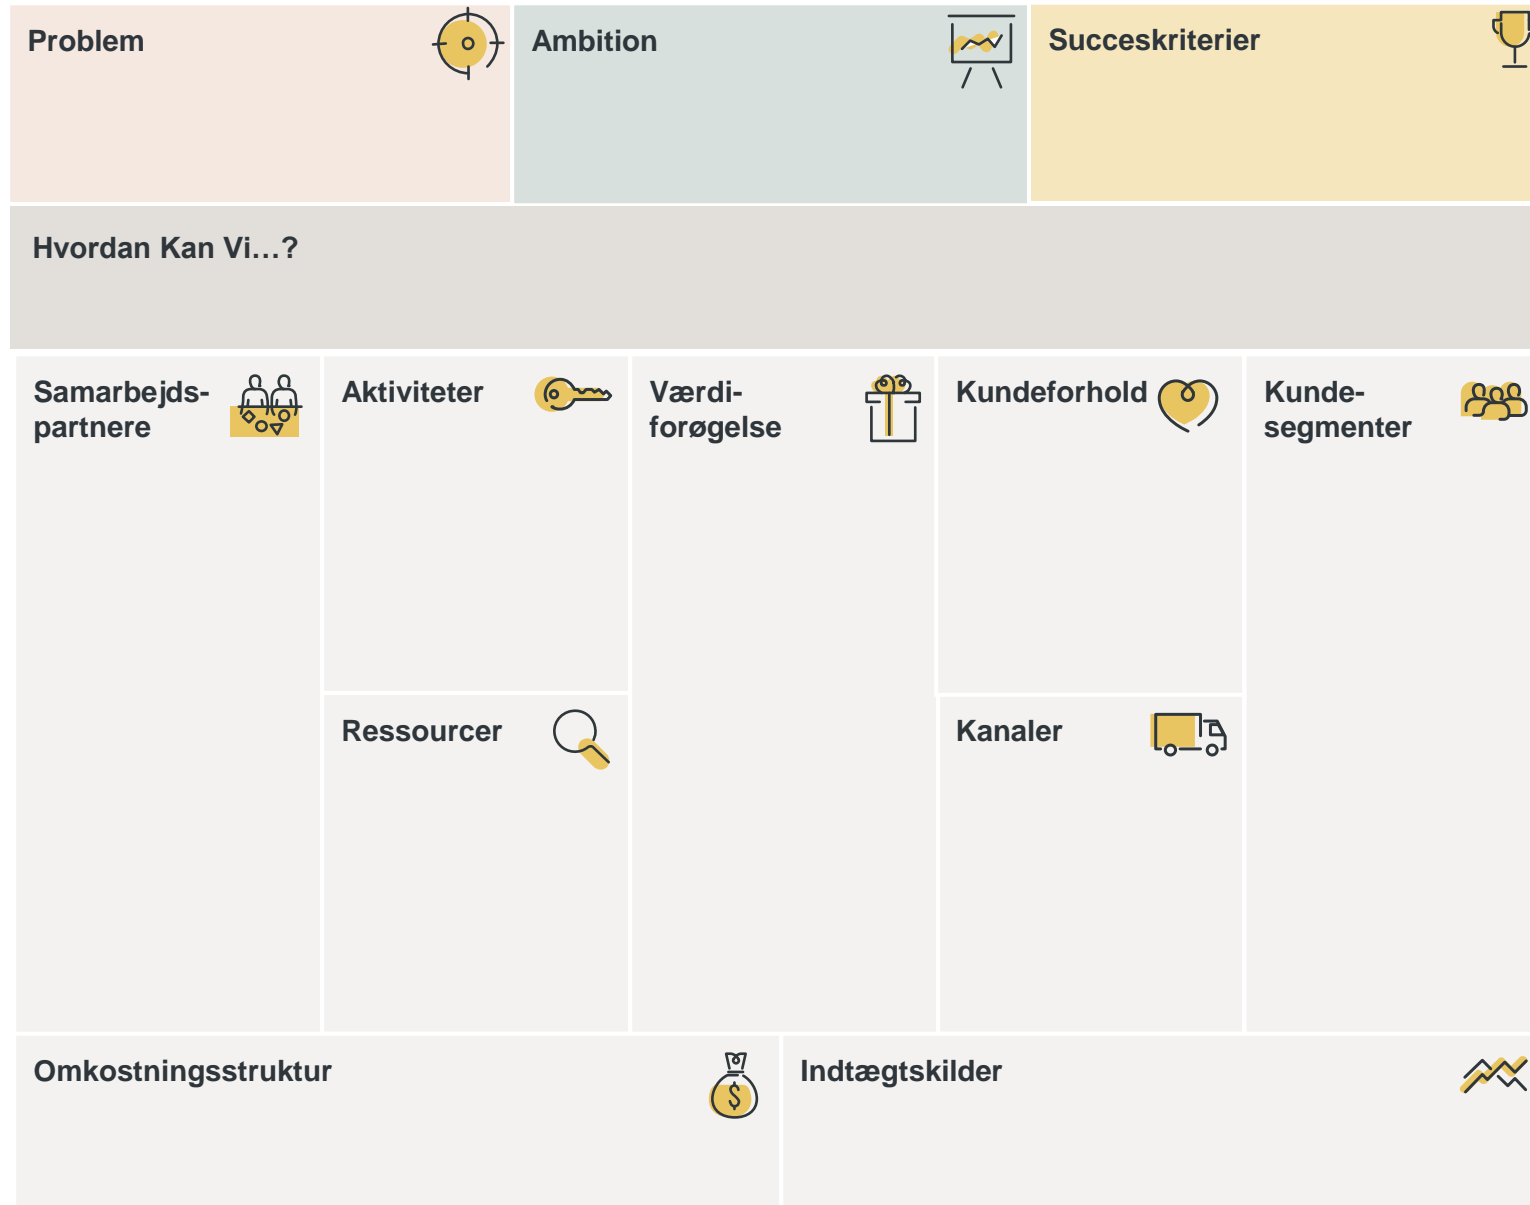 Problem
Ambition
Succeskriterier
Hvordan Kan Vi...?
Samarbejds-
partnere
Aktiviteter
Værdi-
forøgelse
Kundeforhold
Kunde-
segmenter
Ressourcer
Kanaler
Omkostningsstruktur
$
Indtægtskilder